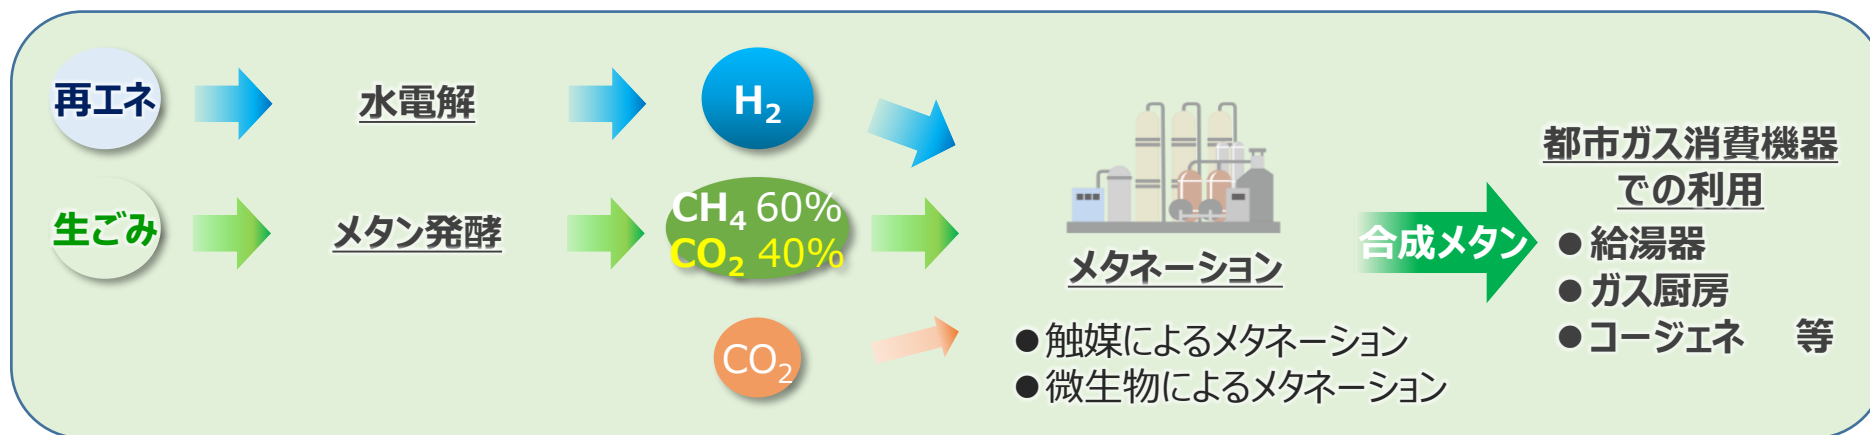 再エネ
水電解
H₂
生ごみ
メタン発酵
CH₄ 60%
CO₂ 40%
CO₂
メタネーション
●触媒によるメタネーション
●微生物によるメタネーション
合成メタン
都市ガス消費機器
での利用
●給湯器
●ガス厨房
●コージェネ　等